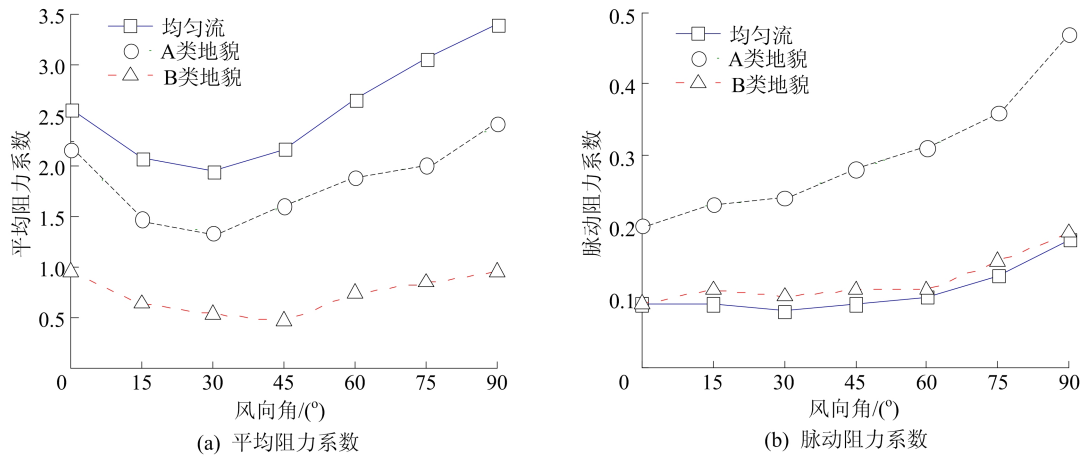 3.5
3.0
2.5
2.0
1.5
1.0
0.5
0
15
30
45
60
75
90
平均阻力系数
均匀流
A类地貌
B类地貌
风向角/(º)
(a) 平均阻力系数
0.5
0.4
0.3
0.2
0.1
0
15
30
45
60
75
90
脉动阻力系数
均匀流
A类地貌
B类地貌
风向角/(º)
(b) 脉动阻力系数